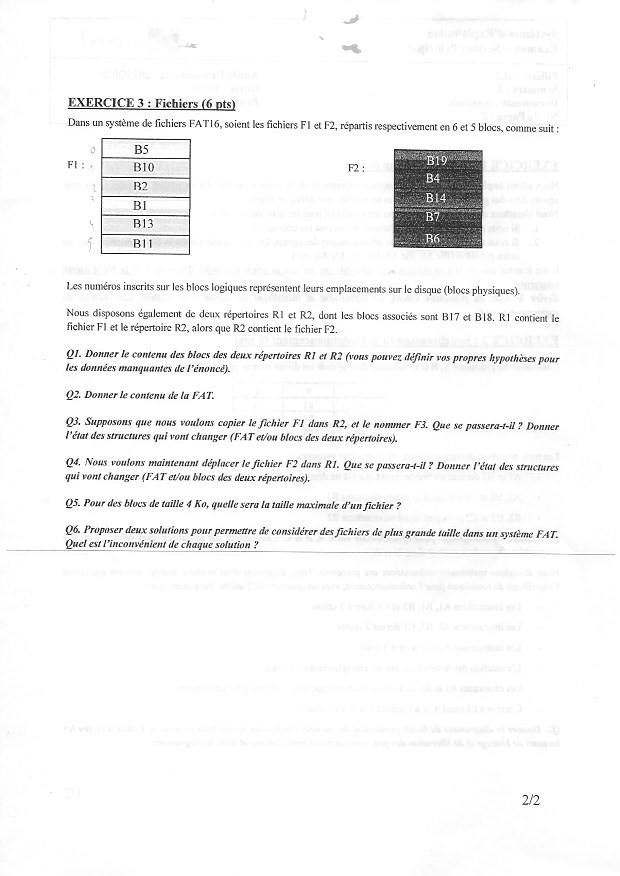 EXERCICE 3 : Fichiers (6 pts)
Dans un système de fichiers FAT16, soient les fichiers F1 et F2, répartis respectivement en 6 et 5 blocs, comme suit :
F1 :
B5
B10
B2
B1
B13
B11
F2 :
B19
B4
B14
B7
B6
Les numéros inscrits sur les blocs logiques représentent leurs emplacements sur le disque (blocs physiques).
Nous disposons également de deux répertoires R1 et R2, dont les blocs associés sont B17 et B18. R1 contient le
fichier F1 et le répertoire R2, alors que R2 contient le fichier F2.
Q1. Donner le contenu des blocs des deux répertoires R1 et R2 (vous pouvez définir vos propres hypothèses pour
les données manquantes de l'énoncé).
Q2. Donner le contenu de la FAT.
Q3. Supposons que nous voulons copier le fichier F1 dans R2, et le nommer F3. Que se passera-t-il ? Donner
l'état des structures qui vont changer (FAT et/ou blocs des deux répertoires).
Q4. Nous voulons maintenant déplacer le fichier F2 dans R1. Que se passera-t-il ? Donner l'état des structures
qui vont changer (FAT et/ou blocs des deux répertoires).
Q5. Pour des blocs de taille 4 Ko, quelle sera la taille maximale d'un fichier ?
Q6. Proposer deux solutions pour permettre de considérer des fichiers de plus grande taille dans un système FAT.
Quel est l'inconvénient de chaque solution ?
2/2